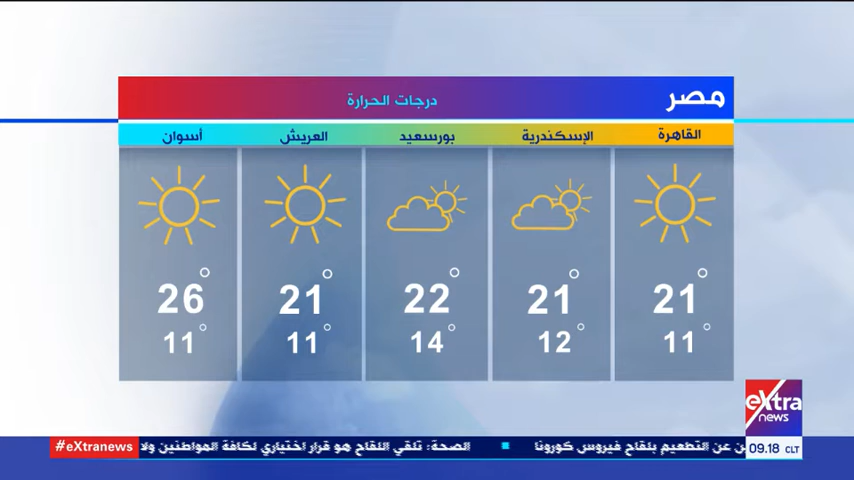 مصر
درجات الحرارة
القاهرة
الإسكندرية
بورسعيد
العريش
أسوان
21° 21° 22° 21° 26°
11° 12° 14° 11° 11°
eXtra
news
09.18 CLT
ن عن التطعيم بلقاح فيروس كورونا ■ الصحة: تلقي اللقاح هو قرار اختياري لكافة المواطنين ولا
#eXtranews